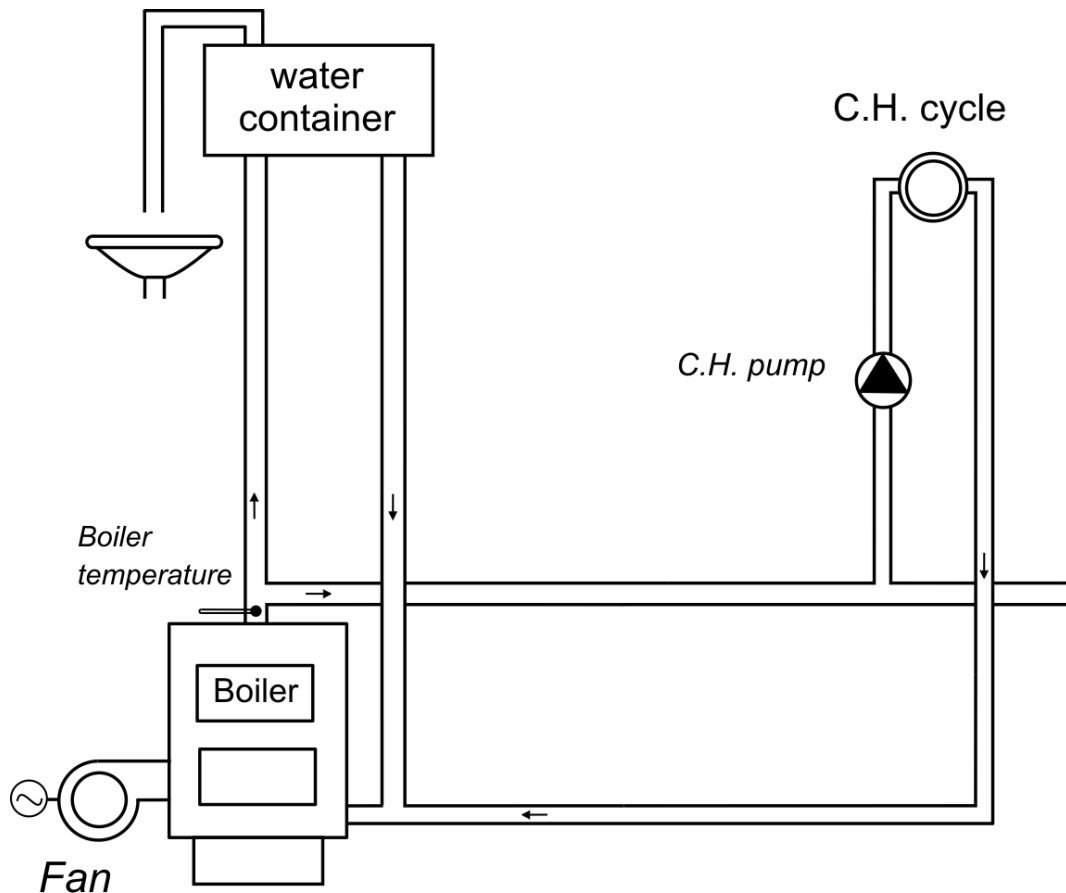 water
container
C.H. cycle
C.H. pump
Boiler
temperature
Boiler
Fan